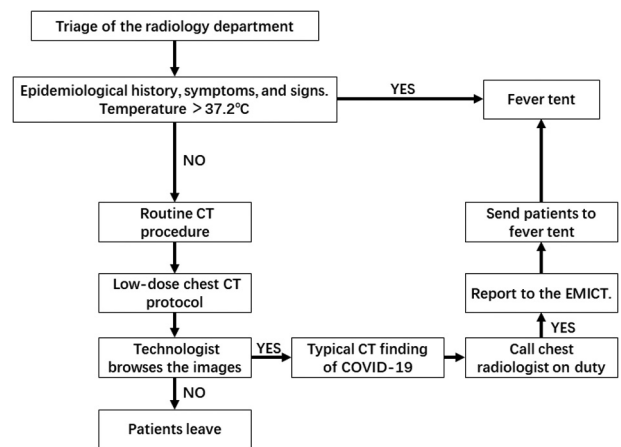 Triage of the radiology department
Epidemiological history, symptoms, and signs.
Temperature >37.2℃
YES
Fever tent
NO
Routine CT
procedure
Send patients to
fever tent
Low-dose chest CT
protocol
Report to the EMICT.
YES
Technologist
browses the images
YES
Typical CT finding
of COVID-19
Call chest
radiologist on duty
NO
Patients leave